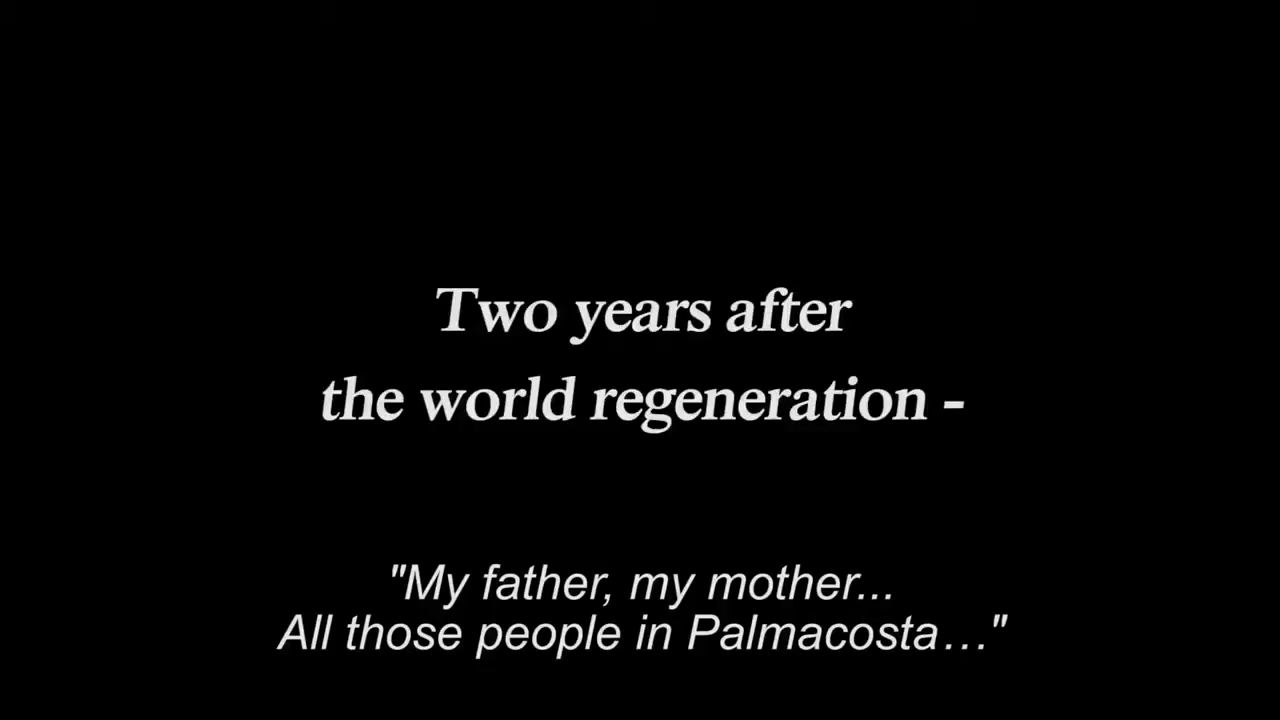 Two years after
the world regeneration -
"My father, my mother...
All those people in Palmacosta…"